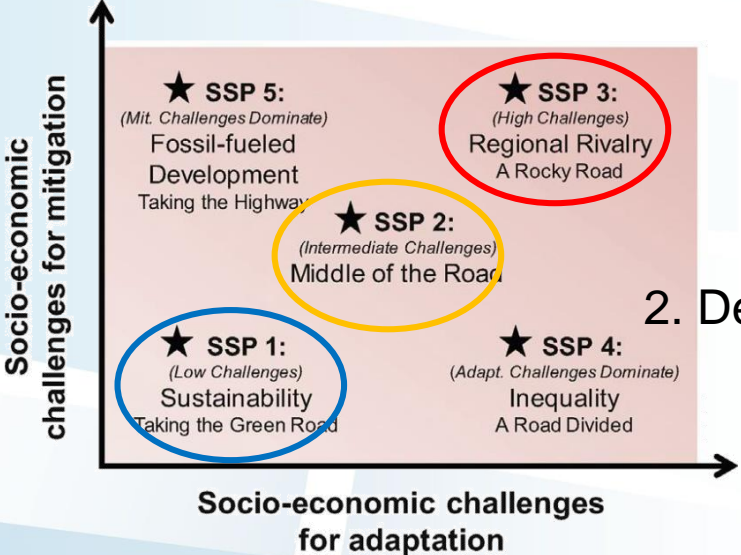 Socio-economic
challenges for mitigation
★ SSP 5:
(Mit. Challenges Dominate)
Fossil-fueled
Development
Taking the Highway
★ SSP 3:
(High Challenges)
Regional Rivalry
A Rocky Road
★ SSP 2:
(Intermediate Challenges)
Middle of the Road
2. De
★ SSP 1:
(Low Challenges)
Sustainability
Taking the Green Road
★ SSP 4:
(Adapt. Challenges Dominate)
Inequality
A Road Divided
Socio-economic challenges
for adaptation